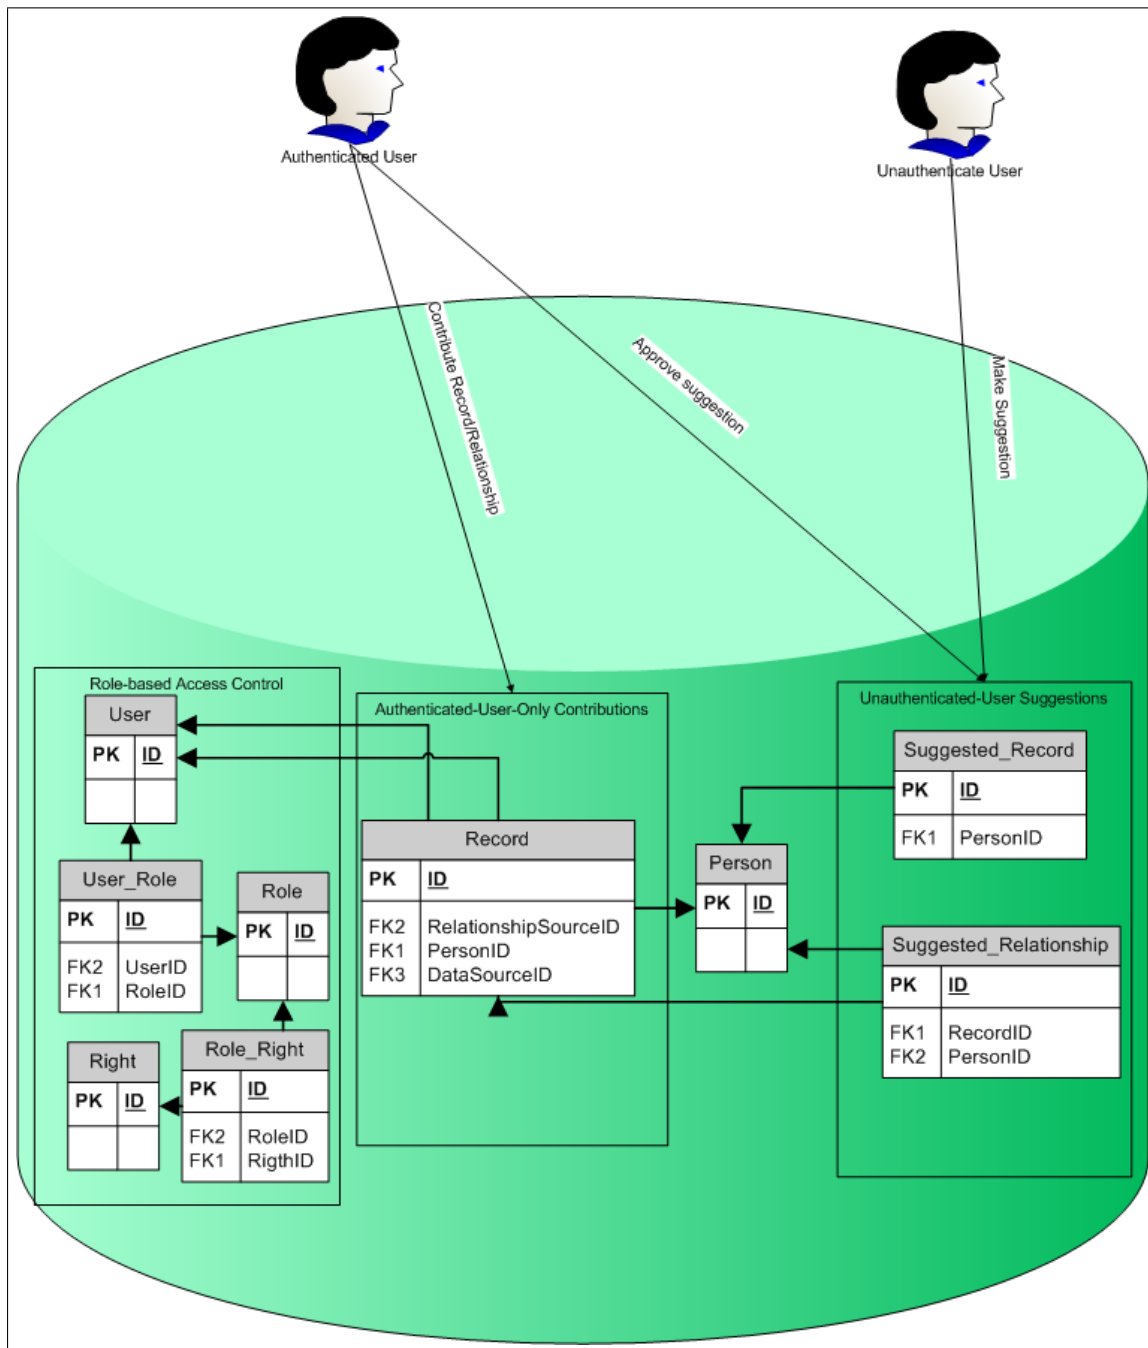 Authenticated User
Unauthenticate User
Contribute Record/Relationship
Approve suggestion
Make Suggestion
Role-based Access Control
User
PK ID
User_Role
PK ID
FK2 UserID
FK1 RoleID
Role
PK ID
Right
PK ID
Role_Right
PK ID
FK2 RoleID
FK1 RigthID
Authenticated-User-Only Contributions
Record
PK ID
FK2 RelationshipSourceID
FK1 PersonID
FK3 DataSourceID
Person
PK ID
Unauthenticated-User Suggestions
Suggested_Record
PK ID
FK1 PersonID
Suggested_Relationship
PK ID
FK1 RecordID
FK2 PersonID